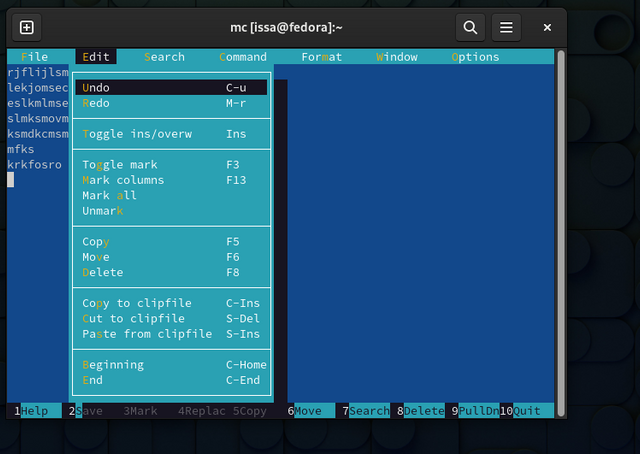 mc [issa@fedora]:~
File Edit Search Command Format Window Options
rjflijlsm
lekjomsec
eslkmlmse
slmksmovm
ksmdkcmsm
mfks
krkfosro
Undo C-u
Redo M-r
Toggle ins/overw Ins
Toggle mark F3
Mark columns F13
Mark all
Unmark
Copy F5
Move F6
Delete F8
Copy to clipfile C-Ins
Cut to clipfile S-Del
Paste from clipfile S-Ins
Beginning C-Home
End C-End
1Help 2Save 3Mark 4Replac 5Copy 6Move 7Search 8Delete 9PullDn 10Quit